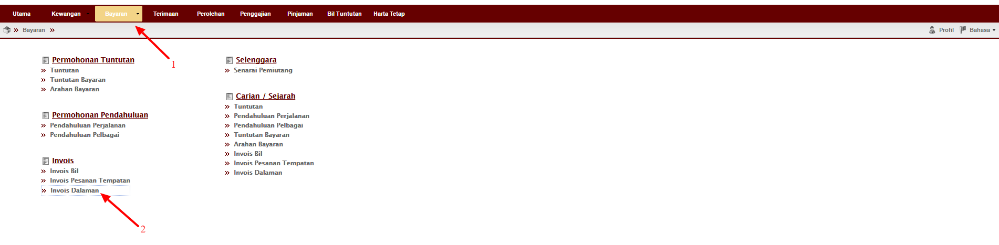 Utama Kewangan Bayaran Terimaan Perolehan Penggajian Pinjaman Bil Tuntutan Harta Tetap
Bayaran Profil Bahasa
1
Permohonan Tuntutan
Tuntutan
Tuntutan Bayaran
Arahan Bayaran
Permohonan Pendahuluan
Pendahuluan Perjalanan
Pendahuluan Pelbagai
Invois
Invois Bil
Invois Pesanan Tempatan
Invois Dalaman
2
Selenggara
Senarai Pemiutang
Carian / Sejarah
Tuntutan
Pendahuluan Perjalanan
Pendahuluan Pelbagai
Tuntutan Bayaran
Arahan Bayaran
Invois Bil
Invois Pesanan Tempatan
Invois Dalaman